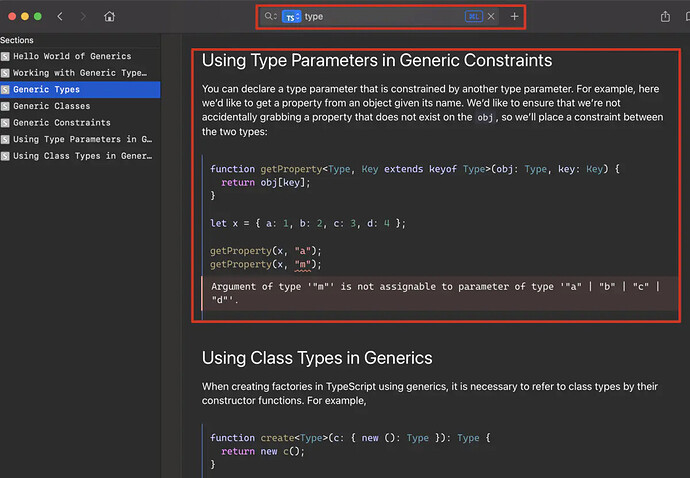 TS type
Sections
Hello World of Generics
Working with Generic Type…
Generic Types
Generic Classes
Generic Constraints
Using Type Parameters in G…
Using Class Types in Gener…
Using Type Parameters in Generic Constraints
You can declare a type parameter that is constrained by another type parameter. For example, here
we’d like to get a property from an object given its name. We’d like to ensure that we’re not
accidentally grabbing a property that does not exist on the obj, so we’ll place a constraint between
the two types:
function getProperty<Type, Key extends keyof Type>(obj: Type, key: Key) {
return obj[key];
}
let x = { a: 1, b: 2, c: 3, d: 4 };
getProperty(x, "a");
getProperty(x, "m");
Argument of type '"m"' is not assignable to parameter of type '"a" | "b" | "c" |
"d"'.
Using Class Types in Generics
When creating factories in TypeScript using generics, it is necessary to refer to class types by their
constructor functions. For example,
function create<Type>(c: { new (): Type }): Type {
return new c();
}